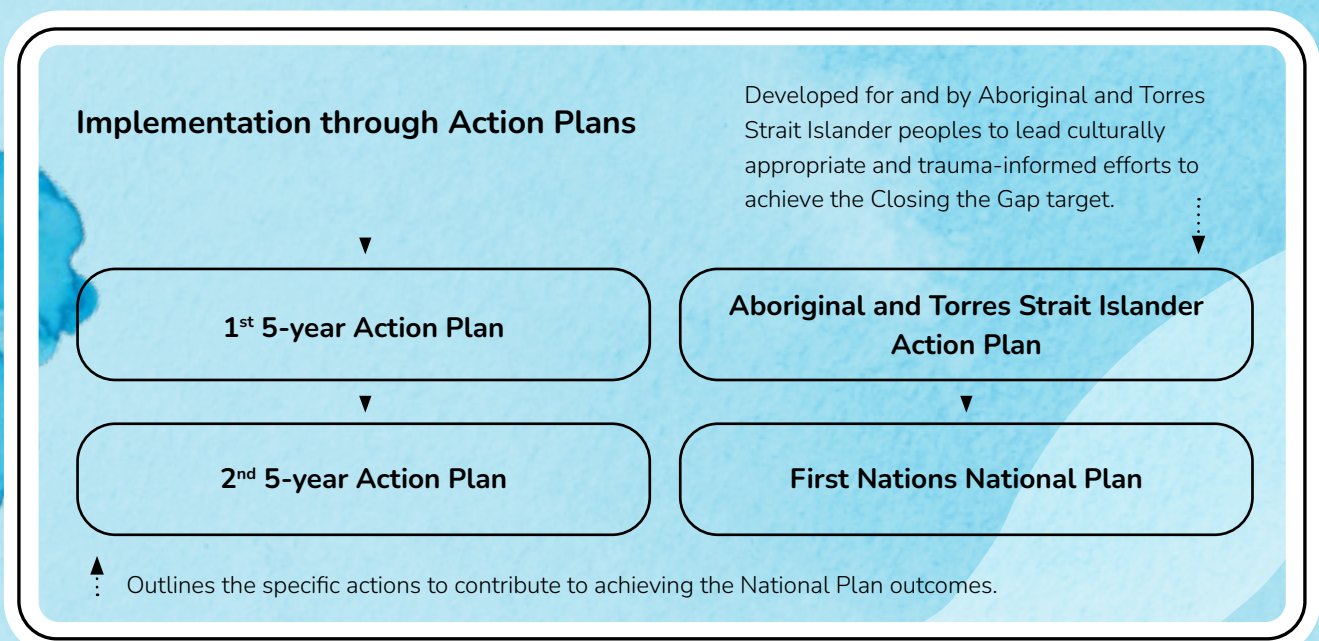 Implementation through Action Plans
Developed for and by Aboriginal and Torres
Strait Islander peoples to lead culturally
appropriate and trauma-informed efforts to
achieve the Closing the Gap target.
1st 5-year Action Plan
Aboriginal and Torres Strait Islander
Action Plan
2nd 5-year Action Plan
First Nations National Plan
Outlines the specific actions to contribute to achieving the National Plan outcomes.